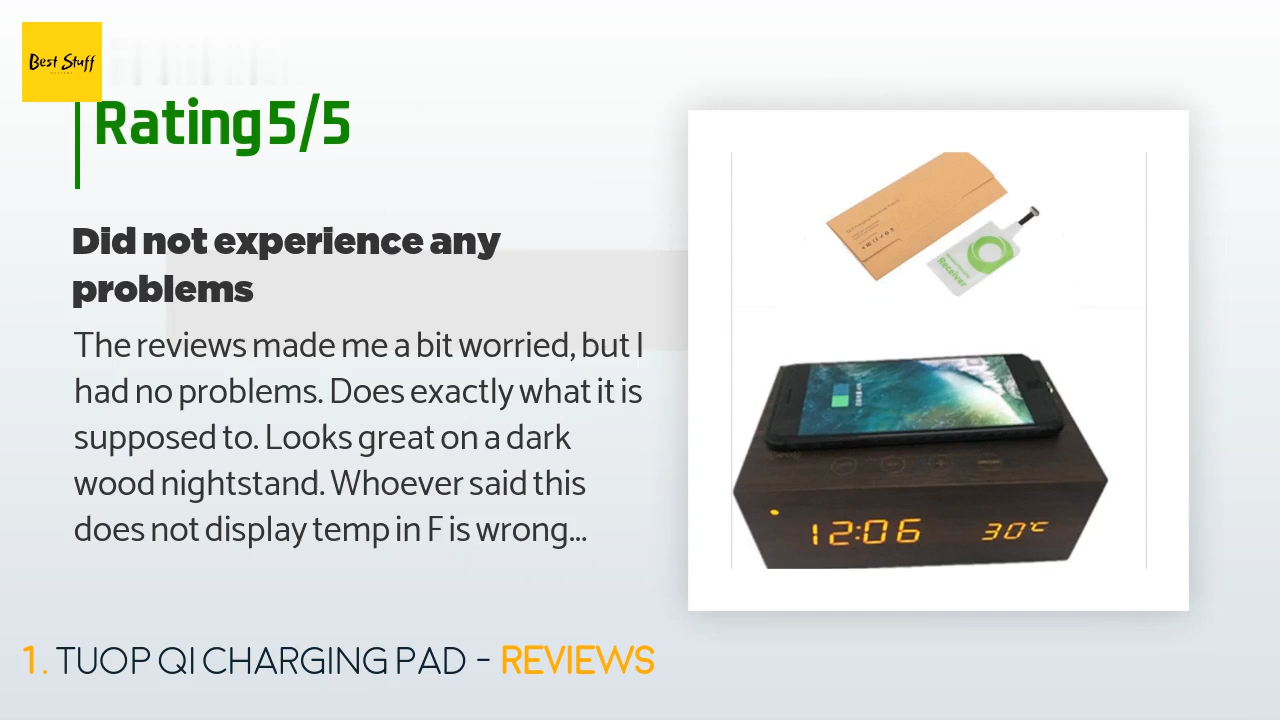 Best Stuff
Rating 5/5
Did not experience any
problems
The reviews made me a bit worried, but I
had no problems. Does exactly what it is
supposed to. Looks great on a dark
wood nightstand. Whoever said this
does not display temp in F is wrong...
Receiver
12:06 30°C
1. TUOP QI CHARGING PAD - REVIEWS